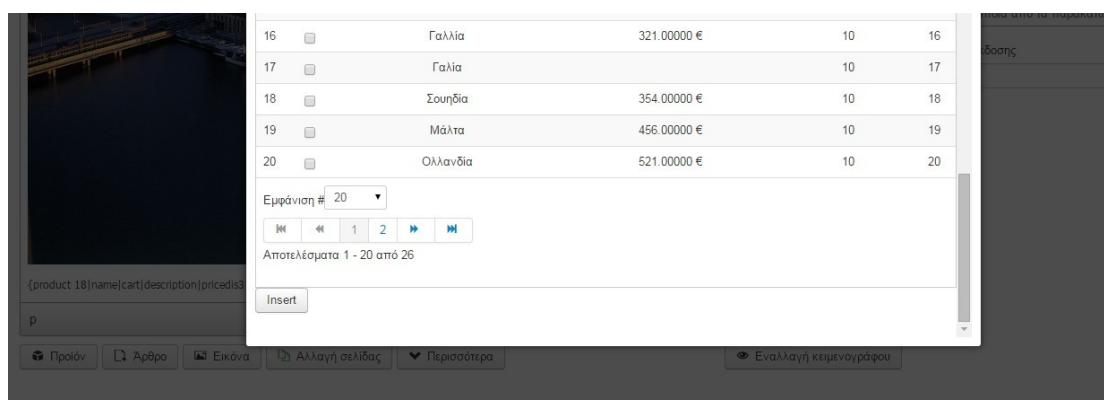 16 Γαλλία 321.00000 € 10 16
17 Γαλία 10 17
18 Σουηδία 354.00000 € 10 18
19 Μάλτα 456.00000 € 10 19
20 Ολλανδία 521.00000 € 10 20
Εμφάνιση # 20
1 2
Αποτελέσματα 1 - 20 από 26
{product 18|name|cart|description|pricedis3
Insert
p
Προϊόν Άρθρο Εικόνα Αλλαγή σελίδας Περισσότερα Εναλλαγή κειμενογράφου